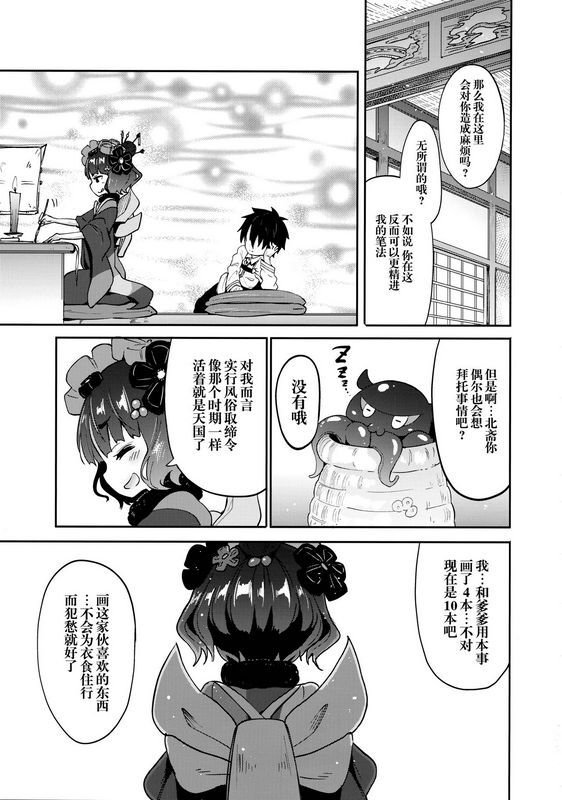 那么我在这里
会对你造成麻烦吗？
无所谓的哦？
不如说 你在这
反而可以更精进
我的笔法
但是啊…北斋你
偶尔也会想
拜托事情吧？
ZZZ…
没有哦
对我而言
实行风俗取缔令
像那个时期一样
活着就是天国了
我…和爹爹用本事
画了4本…不对
现在是10本吧
画这家伙喜欢的东西
…不会为衣食住行
而犯愁就好了